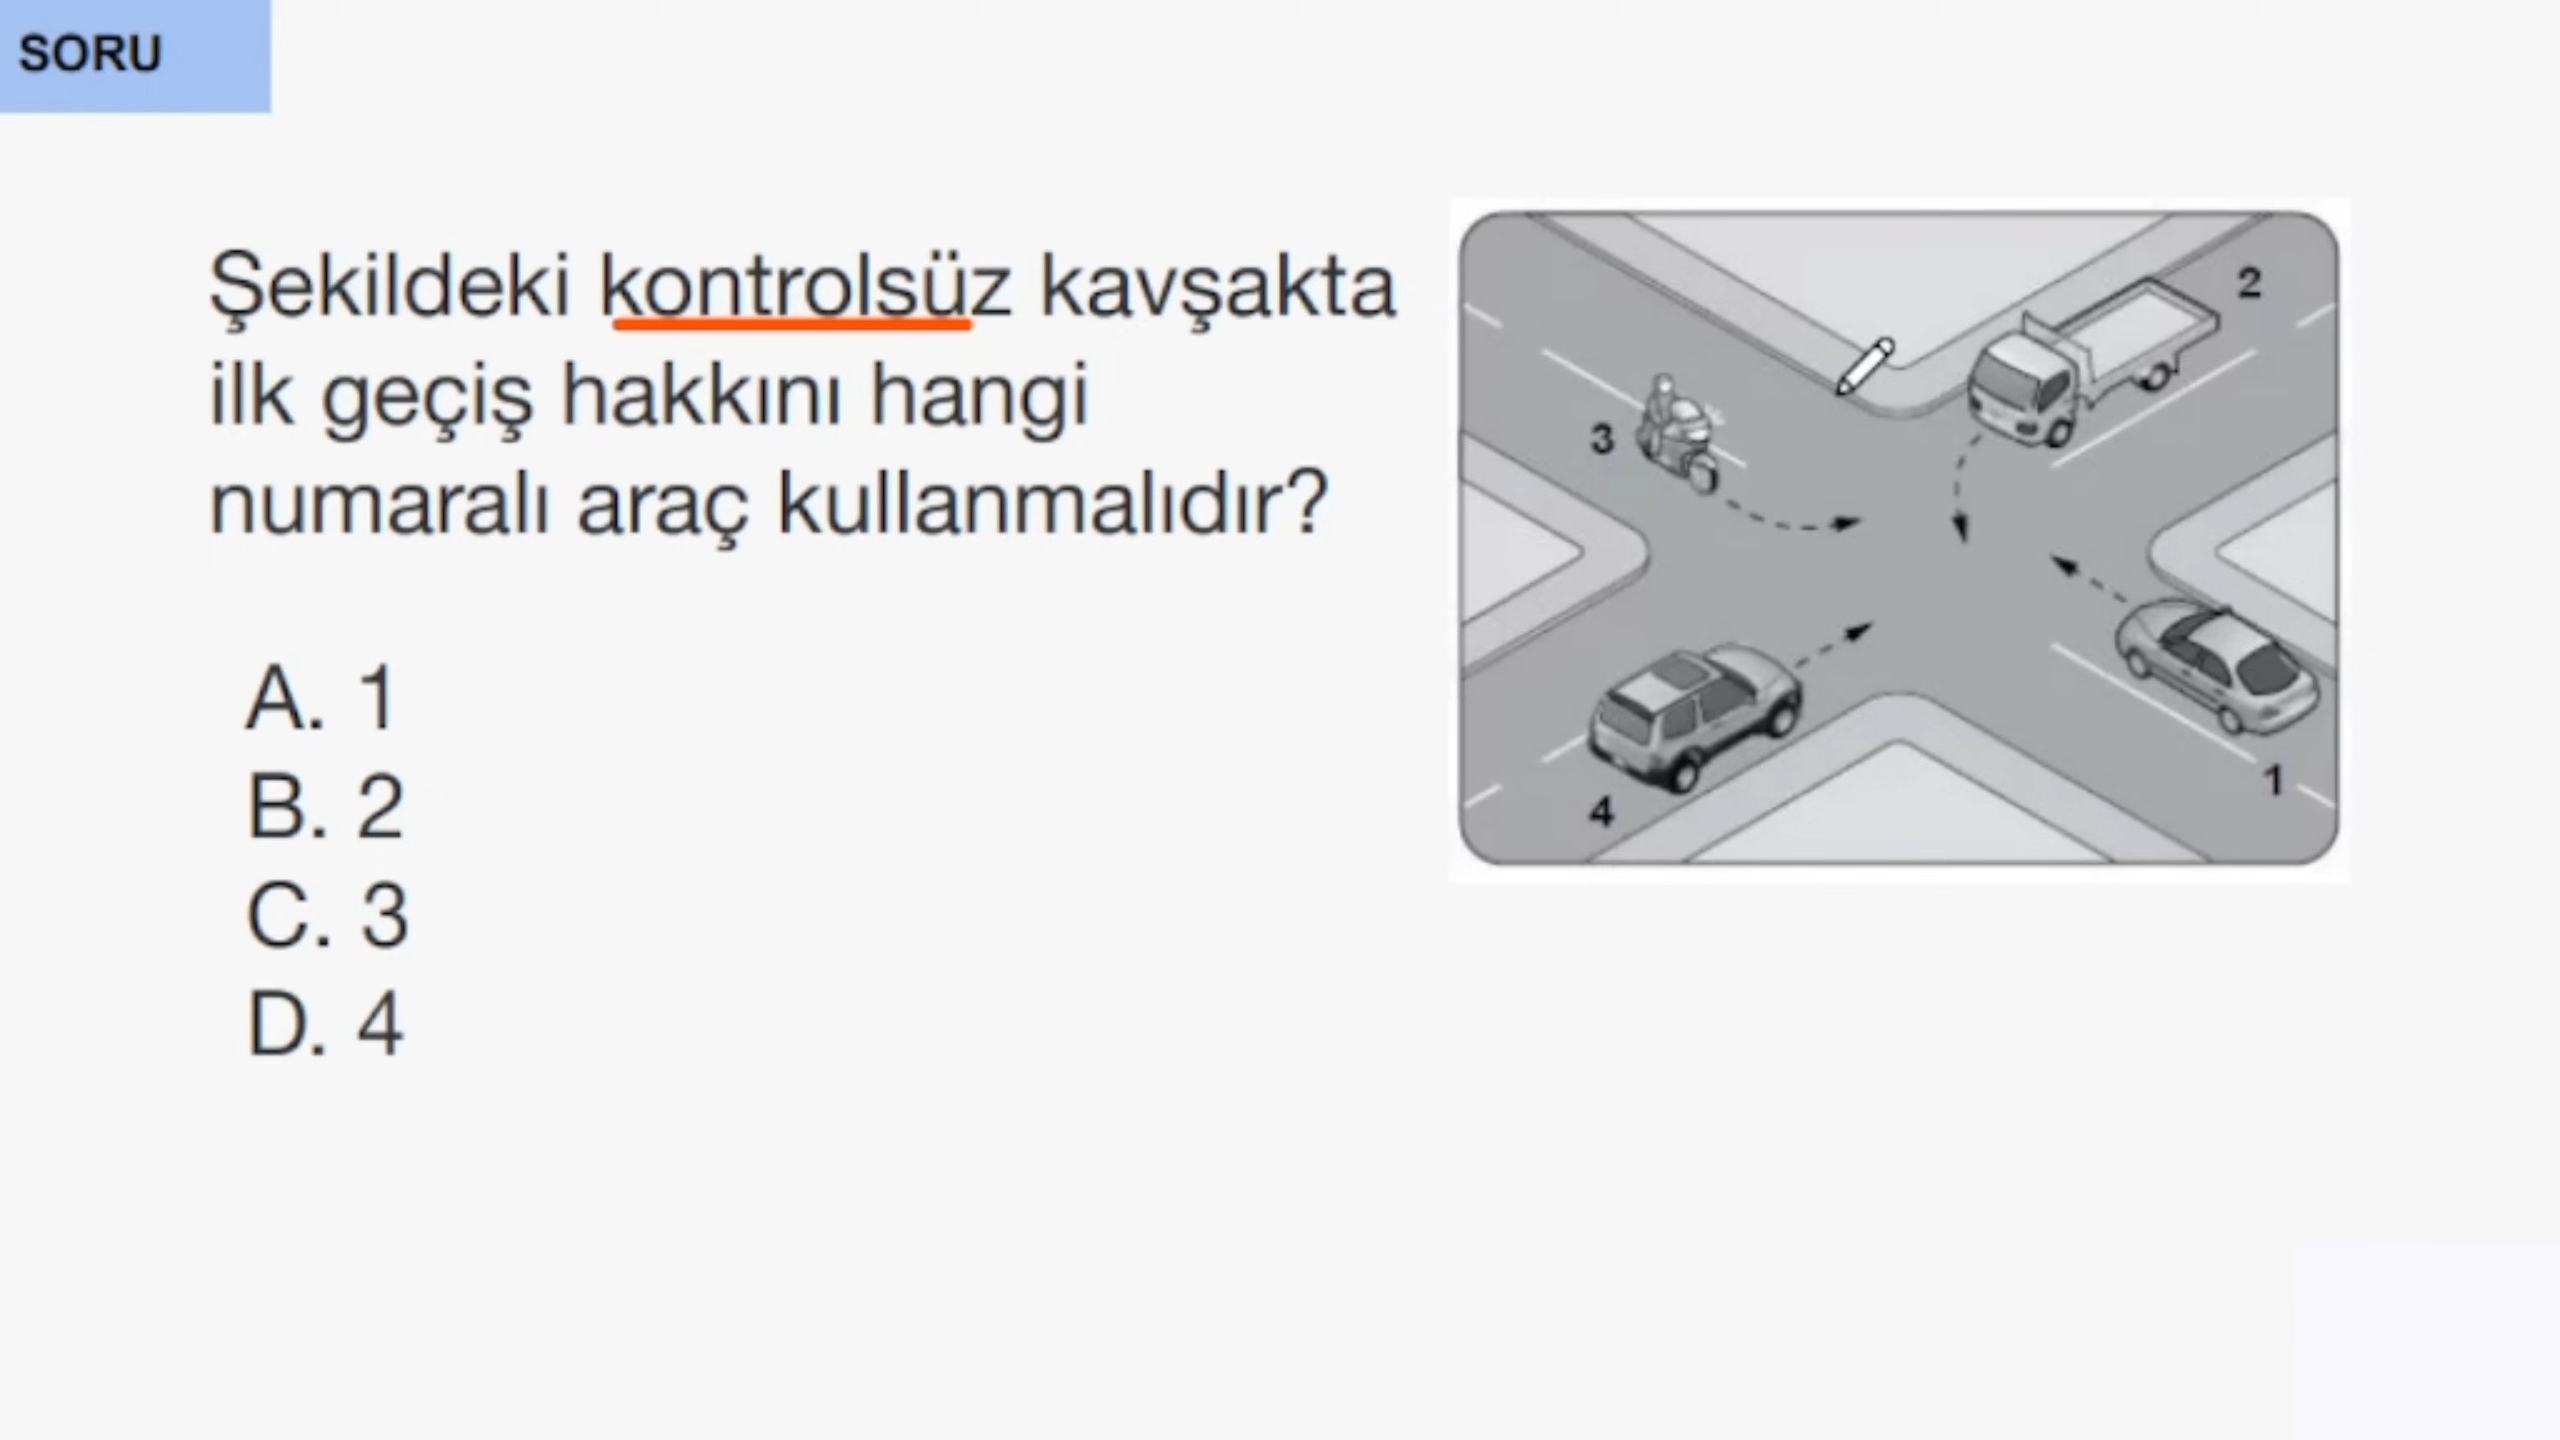 SORU
Şekildeki kontrolsüz kavşakta
ilk geçiş hakkını hangi
numaralı araç kullanmalıdır?
A. 1
B. 2
C. 3
D. 4
2
3
1
4